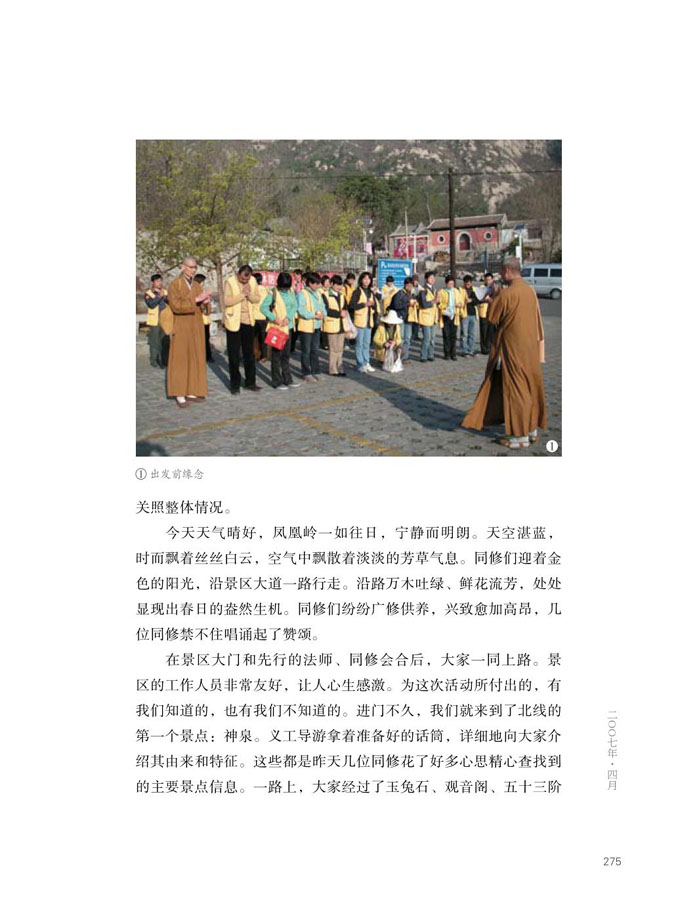 ①
① 出发前缘念
关照整体情况。
今天天气晴好，凤凰岭一如往日，宁静而明朗。天空湛蓝，
时而飘着丝丝白云，空气中飘散着淡淡的芳草气息。同修们迎着金
色的阳光，沿景区大道一路行走。沿路万木吐绿、鲜花流芳，处处
显现出春日的盎然生机。同修们纷纷广修供养，兴致愈加高昂，几
位同修禁不住唱诵起了赞颂。
在景区大门和先行的法师、同修会合后，大家一同上路。景
区的工作人员非常友好，让人心生感激。为这次活动所付出的，有
我们知道的，也有我们不知道的。进门不久，我们就来到了北线的
第一个景点：神泉。义工导游拿着准备好的话筒，详细地向大家介
绍其由来和特征。这些都是昨天几位同修花了好多心思精心查找到
的主要景点信息。一路上，大家经过了玉兔石、观音阁、五十三阶
二〇〇七年·四月
275